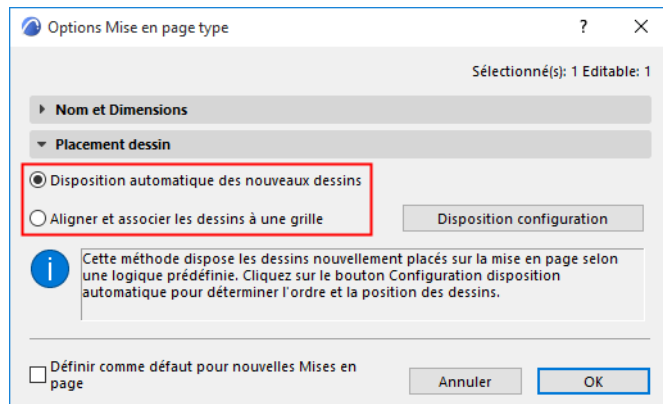 Options Mise en page type
?
Sélectionné(s): 1 Editable: 1
Nom et Dimensions
Placement dessin
Disposition automatique des nouveaux dessins
Aligner et associer les dessins à une grille
Disposition configuration
i
Cette méthode dispose les dessins nouvellement placés sur la mise en page selon
une logique prédéfinie. Cliquez sur le bouton Configuration disposition
automatique pour déterminer l'ordre et la position des dessins.
Définir comme défaut pour nouvelles Mises en
page
Annuler
OK